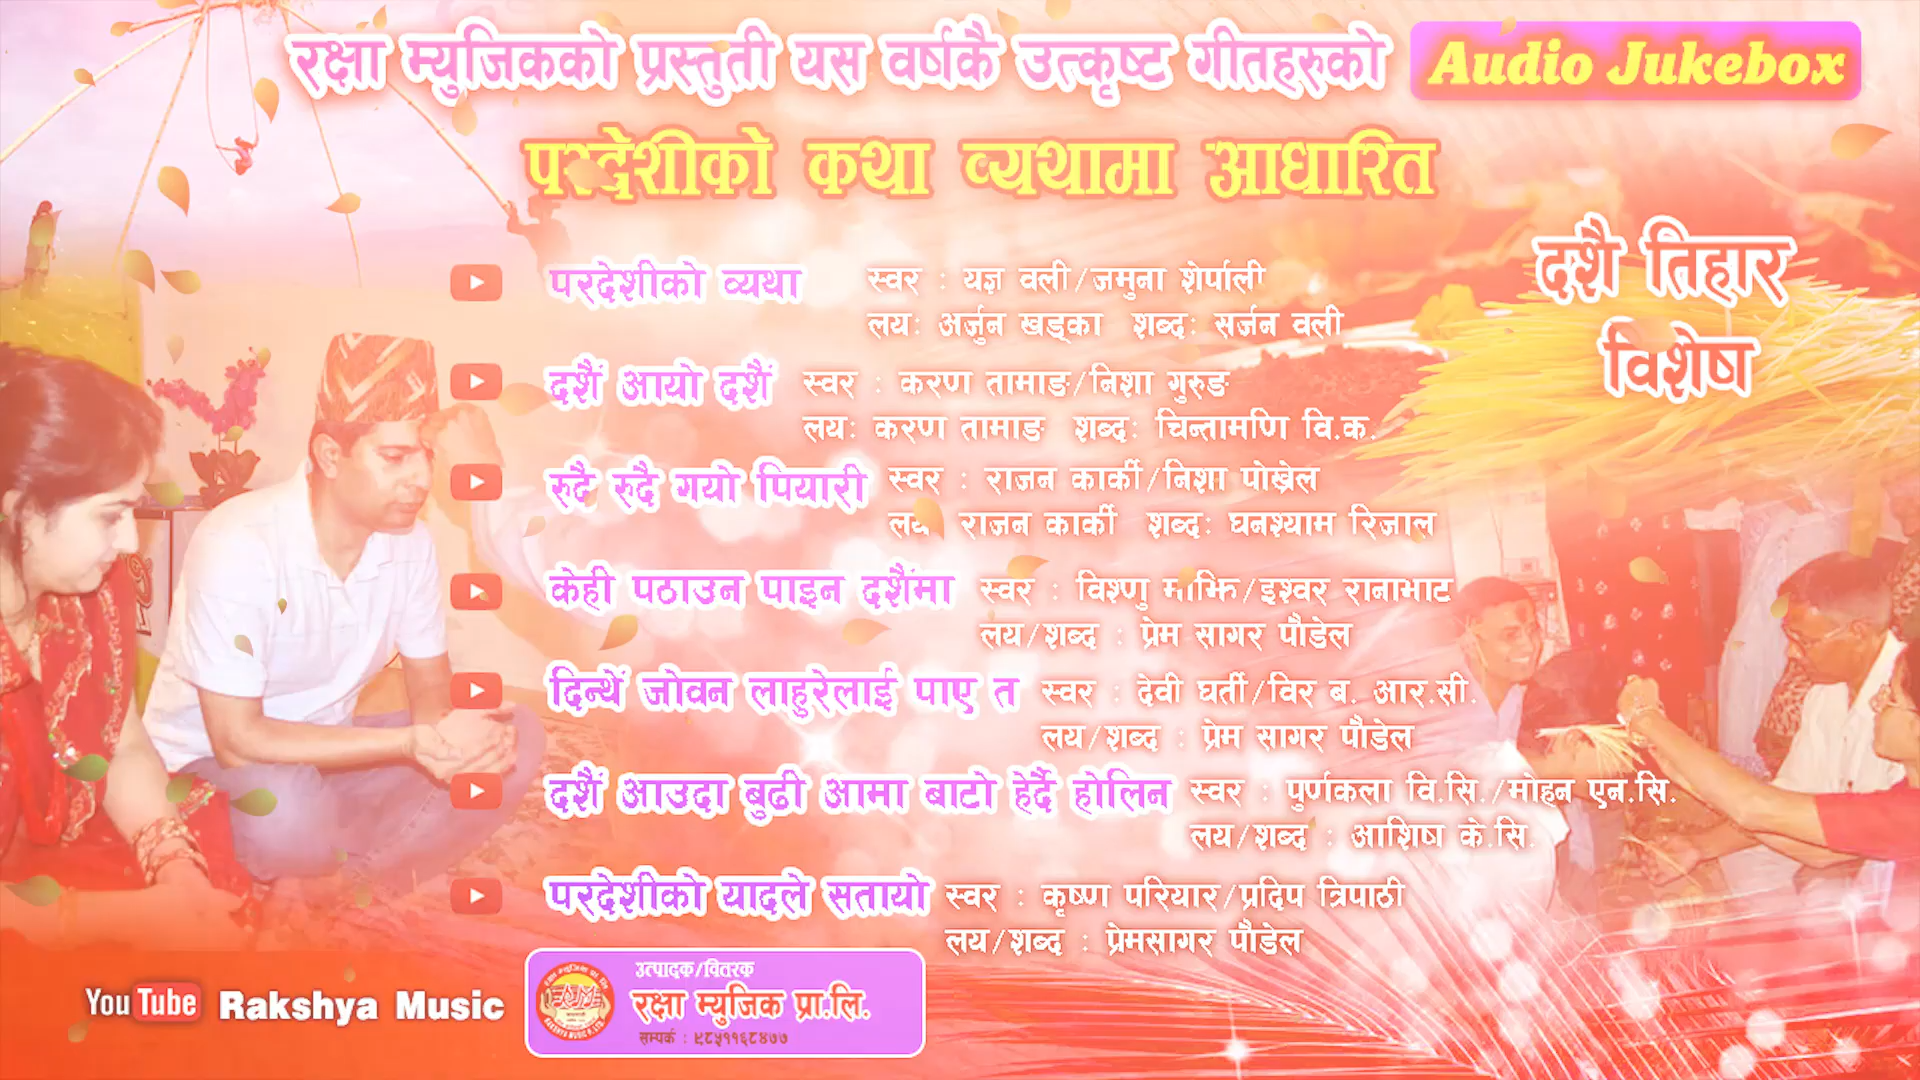 रक्षा म्युजिकको प्रस्तुती यस वर्षकै उत्कृष्ट गीतहरुको Audio Jukebox
परदेशीको कथा व्यथामा आधारित
दशै तिहार
विशेष
परदेशीको व्यथा स्वर : यज्ञ वली/जमुना शेर्पाली
लय: अर्जुन खड्का शब्द: सर्जन वली
दशैं आयो दशैं स्वर : करण तामाङ/निशा गुरुङ
लय: करण तामाङ शब्द: चिन्तामणि वि.क.
रुदै रुदै गयो पियारी स्वर : राजन कार्की/निशा पोख्रेल
लय राजन कार्की शब्द: घनश्याम रिजाल
केही पठाउन पाइन दशैंमा स्वर : विश्णु माझि/इश्वर रानाभाट
लय/शब्द : प्रेम सागर पौडेल
दिन्थें जोवन लाहुरेलाई पाए त स्वर : देवी घर्ती/विर ब. आर.सी.
लय/शब्द : प्रेम सागर पौडेल
दशैं आउदा बुढी आमा बाटो हेर्दै होलिन स्वर : पुर्णकला वि.सि./मोहन एन.सि.
लय/शब्द : आशिष के.सि.
परदेशीको यादले सतायो स्वर : कृष्ण परियार/प्रदिप त्रिपाठी
लय/शब्द : प्रेमसागर पौडेल
YouTube Rakshya Music
उत्पादक/वितरक
रक्षा म्युजिक प्रा.लि.
सम्पर्क : ९८५११६८४७७